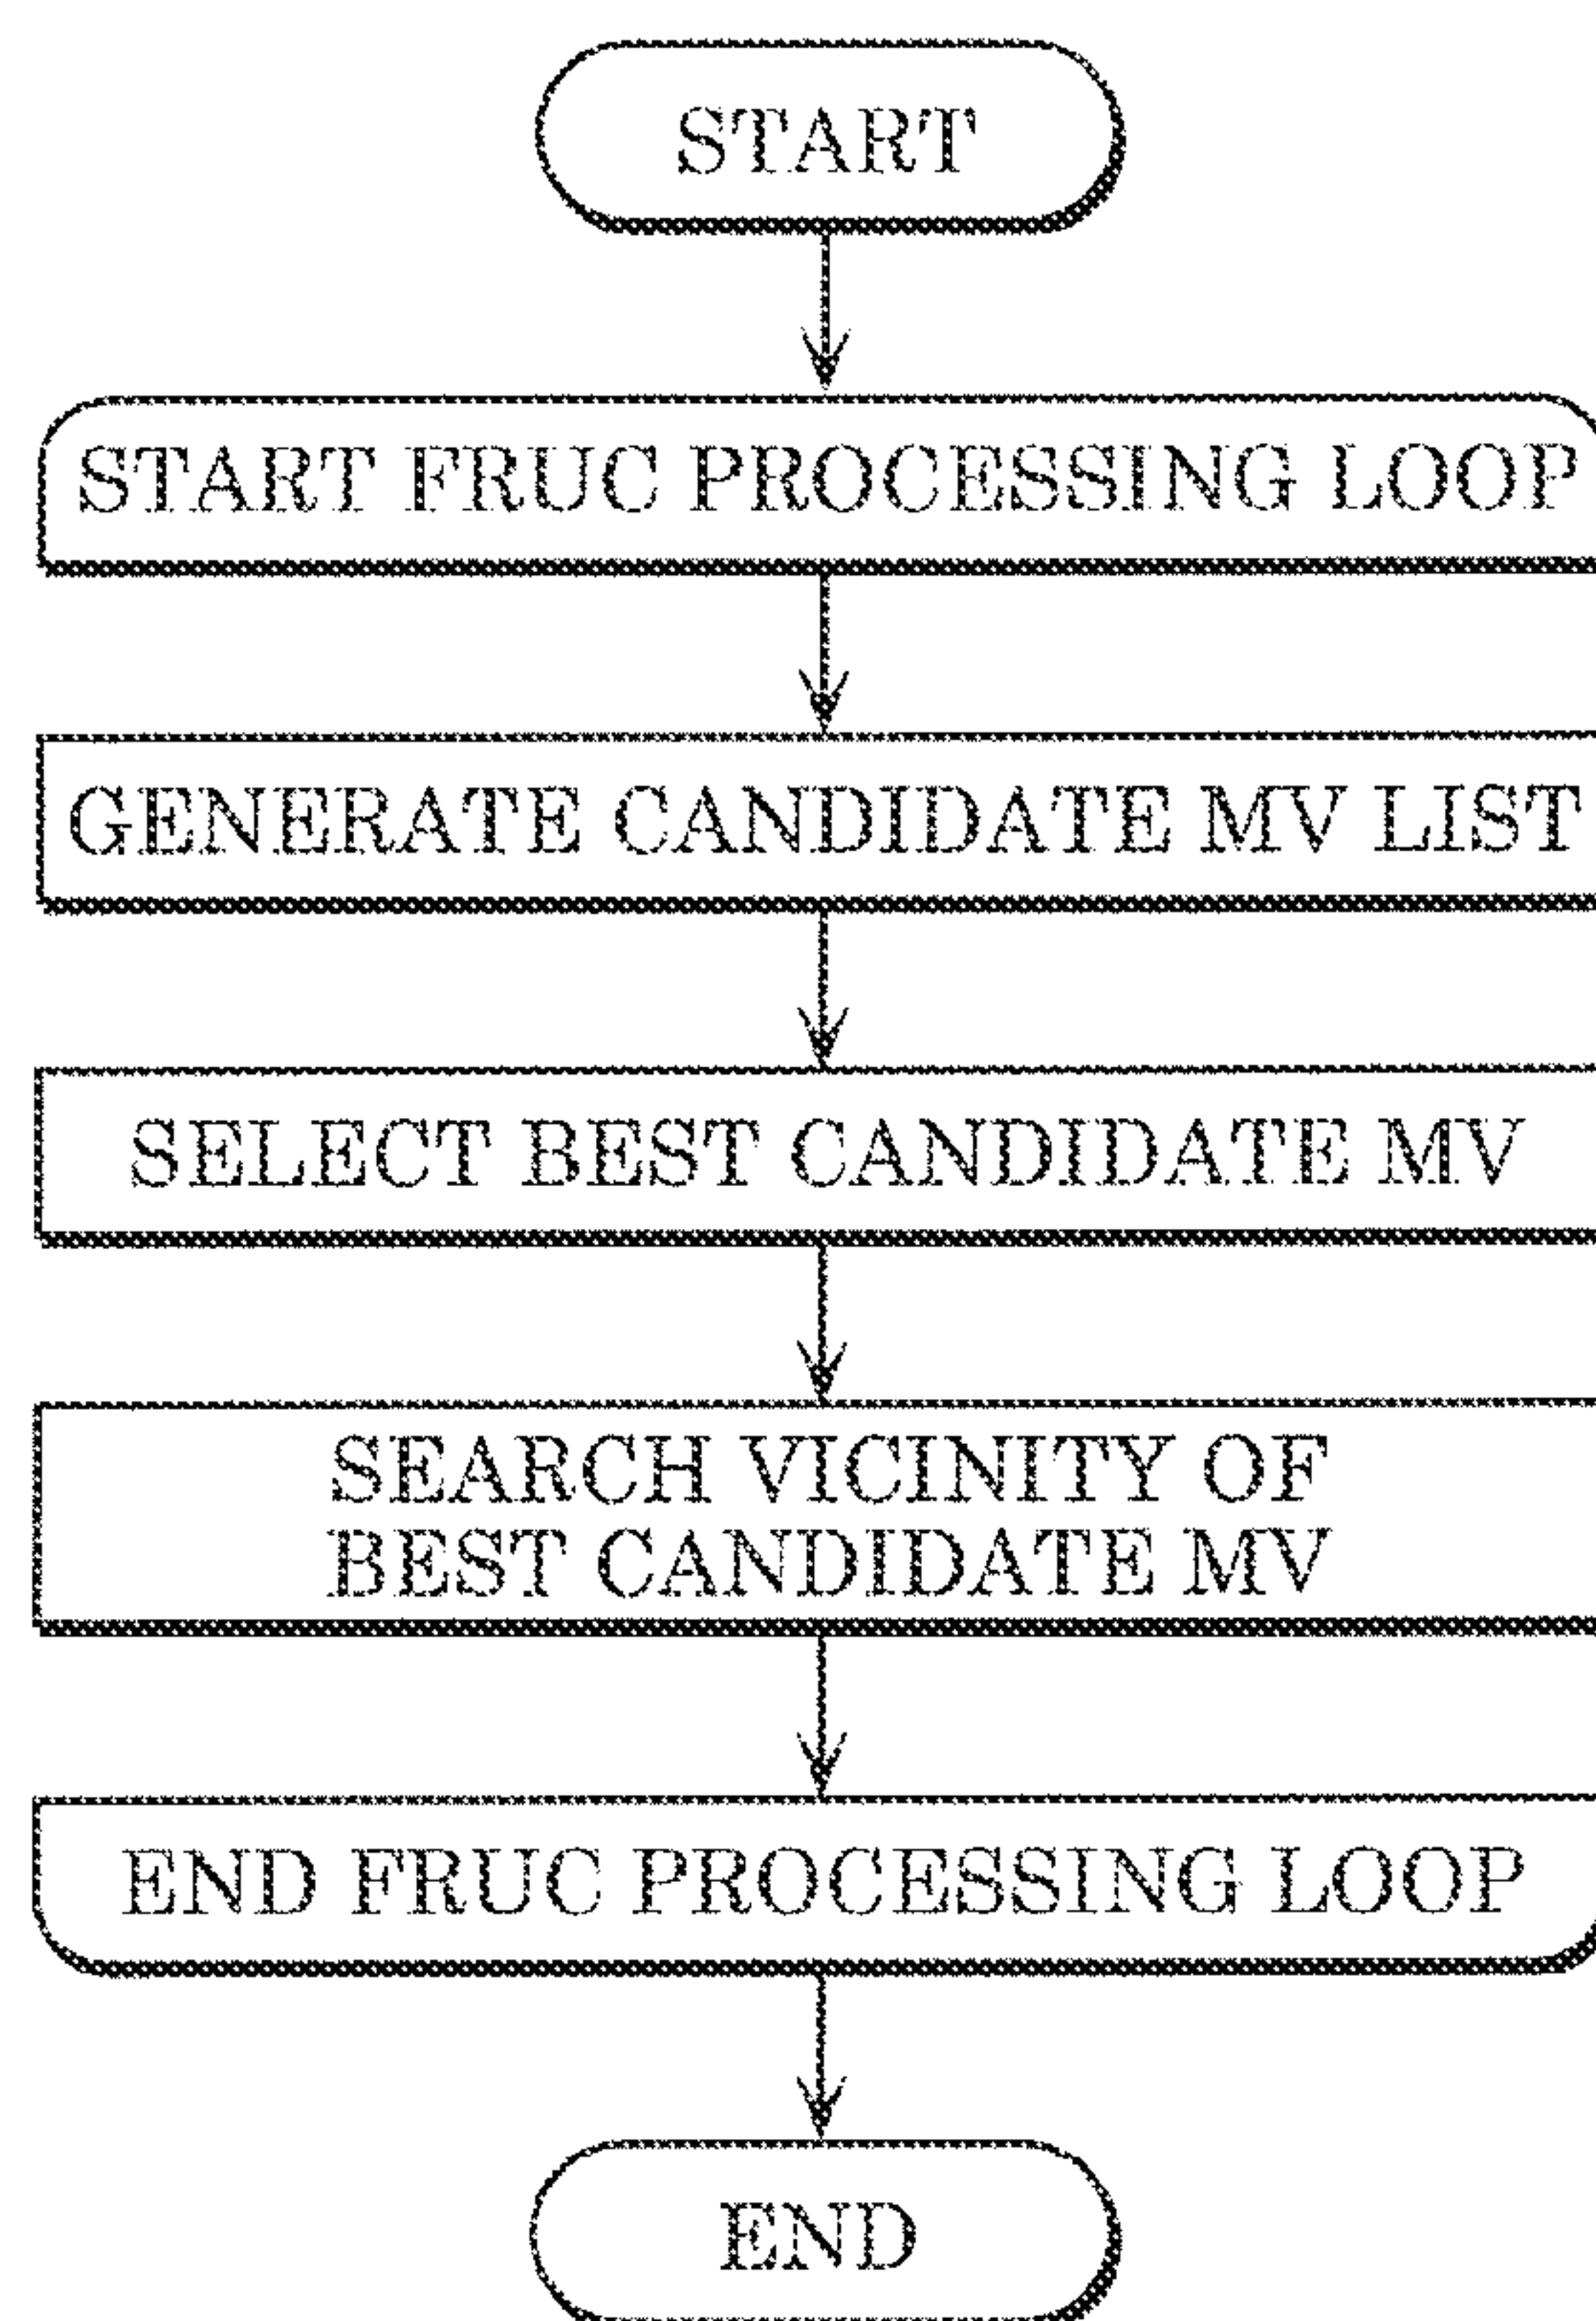 START
START FRUC PROCESSING LOOP
GENERATE CANDIDATE MV LIST
SELECT BEST CANDIDATE MV
SEARCH VICINITY OF
BEST CANDIDATE MV
END FRUC PROCESSING LOOP
END